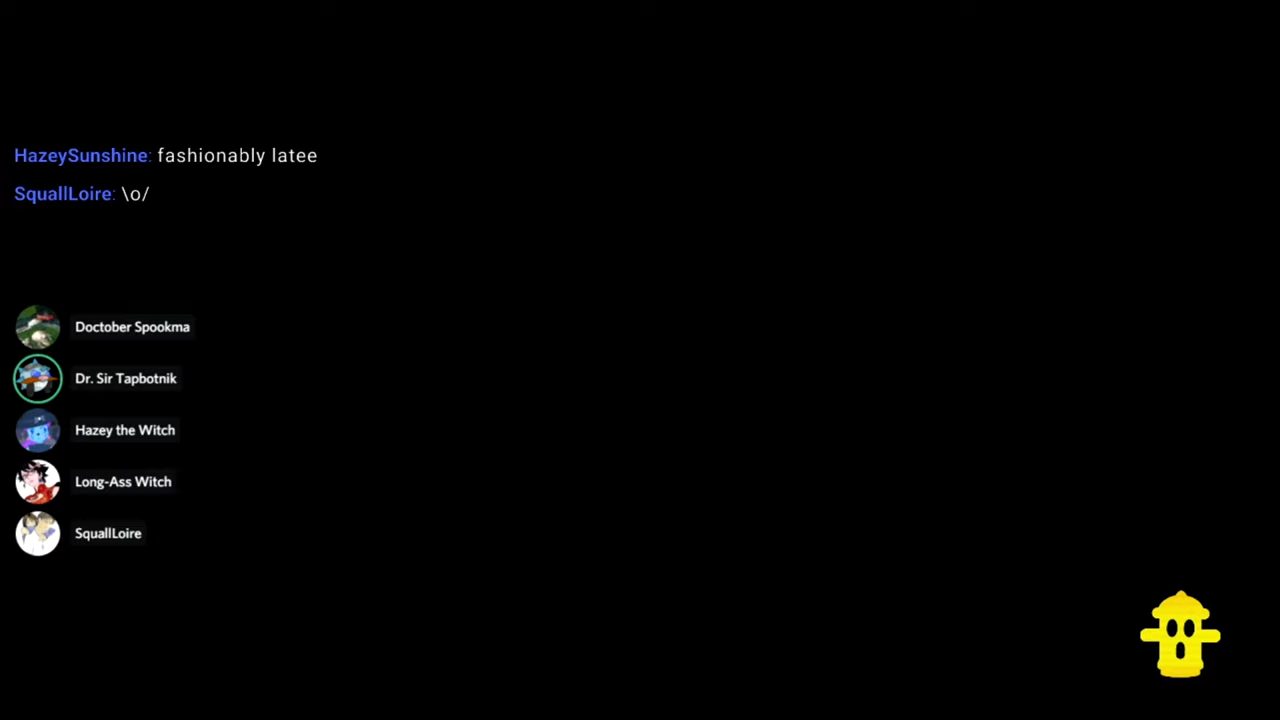 HazeySunshine: fashionably latee
SquallLoire: \o/
Doctober Spookma
Dr. Sir Tapbotnik
Hazey the Witch
Long-Ass Witch
SquallLoire